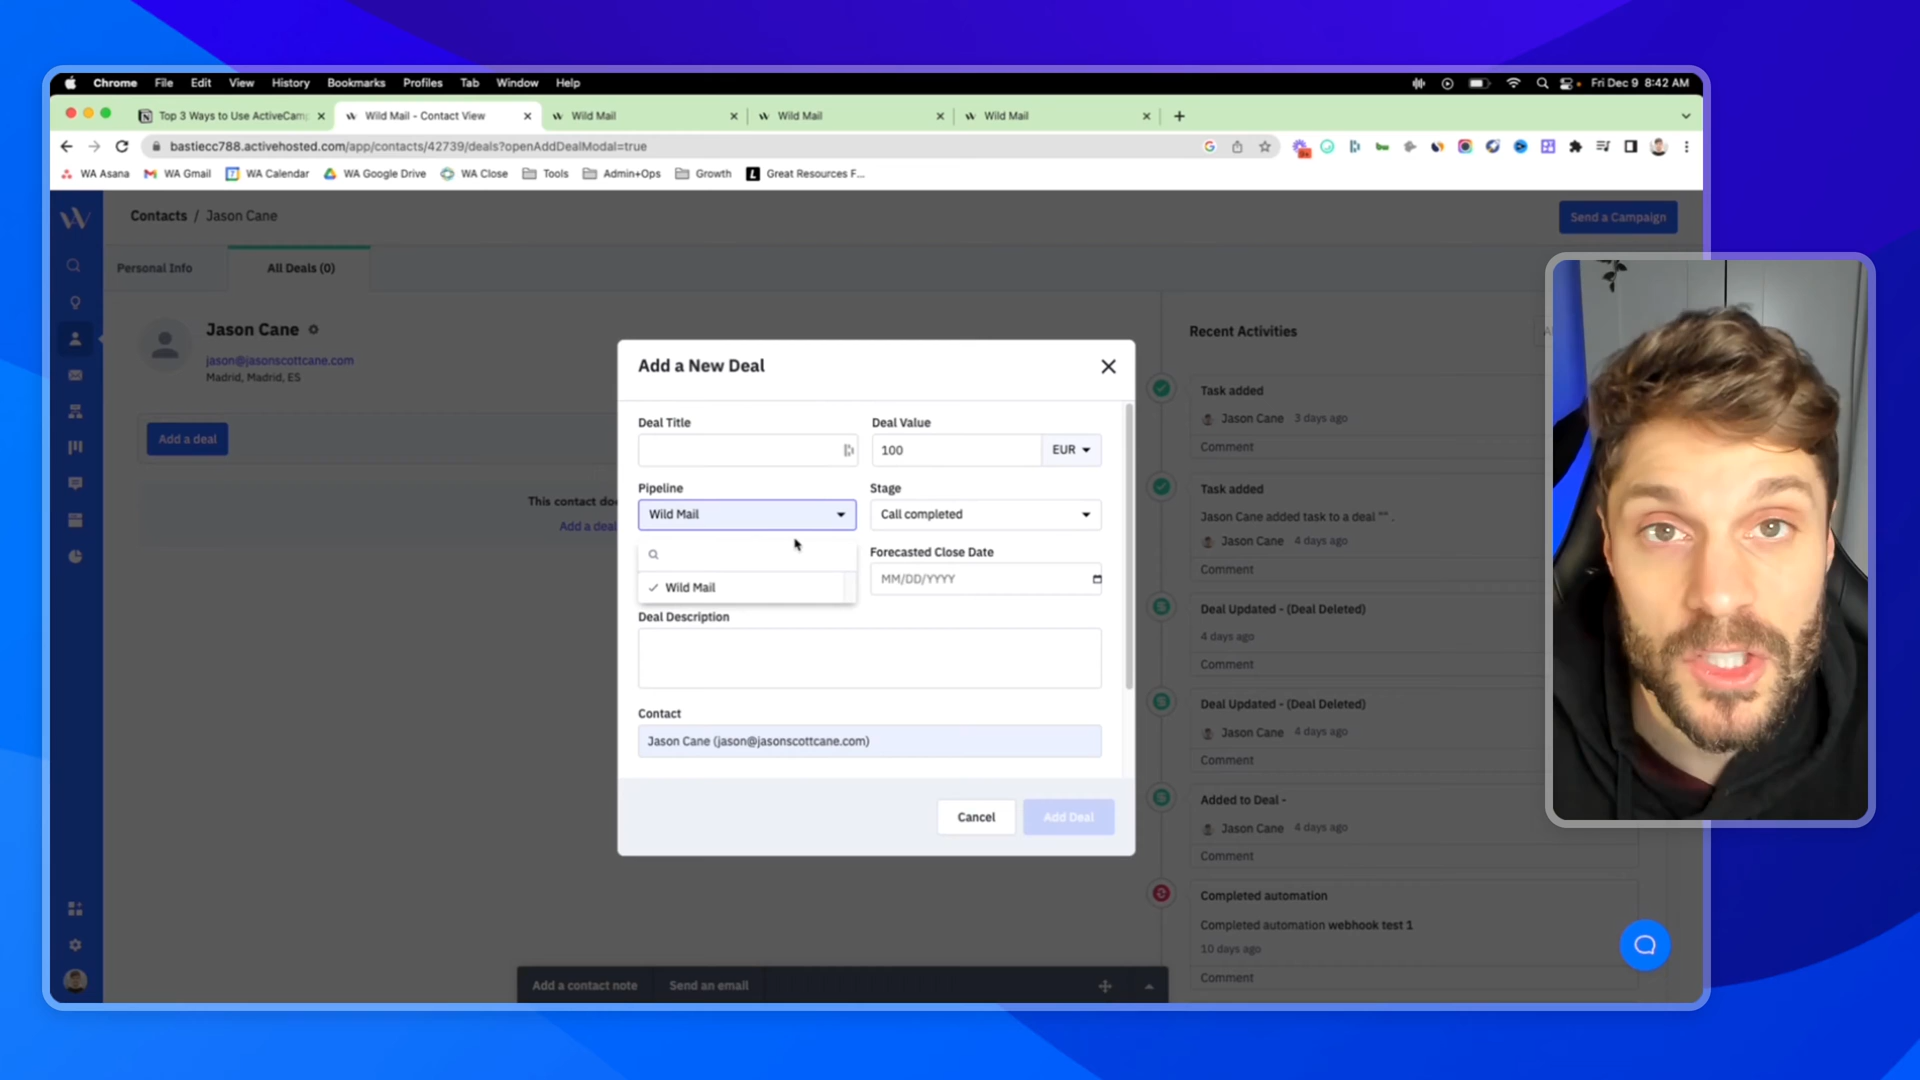 Chrome File Edit View History Bookmarks Profiles Tab Window Help Fri Dec 9 8:42 AM
Top 3 Ways to Use ActiveCamp Wild Mail - Contact View Wild Mail Wild Mail Wild Mail
bastiecc788.activehosted.com/app/contacts/42739/deals?openAddDealModal=true
WA Asana WA Gmail WA Calendar WA Google Drive WA Close Tools Admin+Ops Growth Great Resources F...
Contacts / Jason Cane
Send a Campaign
Personal Info
All Deals (0)
Jason Cane
jason@jasonscottcane.com
Madrid, Madrid, ES
Add a deal
This contact doe
Add a deal
Add a New Deal
Deal Title
Deal Value
100
EUR
Pipeline
Wild Mail
Stage
Call completed
Wild Mail
Forecasted Close Date
MM/DD/YYYY
Deal Description
Contact
Jason Cane (jason@jasonscottcane.com)
Cancel
Add Deal
Recent Activities
Task added
Jason Cane 3 days ago
Comment
Task added
Jason Cane added task to a deal "" .
Jason Cane 4 days ago
Comment
Deal Updated - (Deal Deleted)
4 days ago
Comment
Deal Updated - (Deal Deleted)
Jason Cane 4 days ago
Comment
Added to Deal -
Jason Cane 4 days ago
Comment
Completed automation
Completed automation webhook test 1
10 days ago
Comment
Add a contact note
Send an email